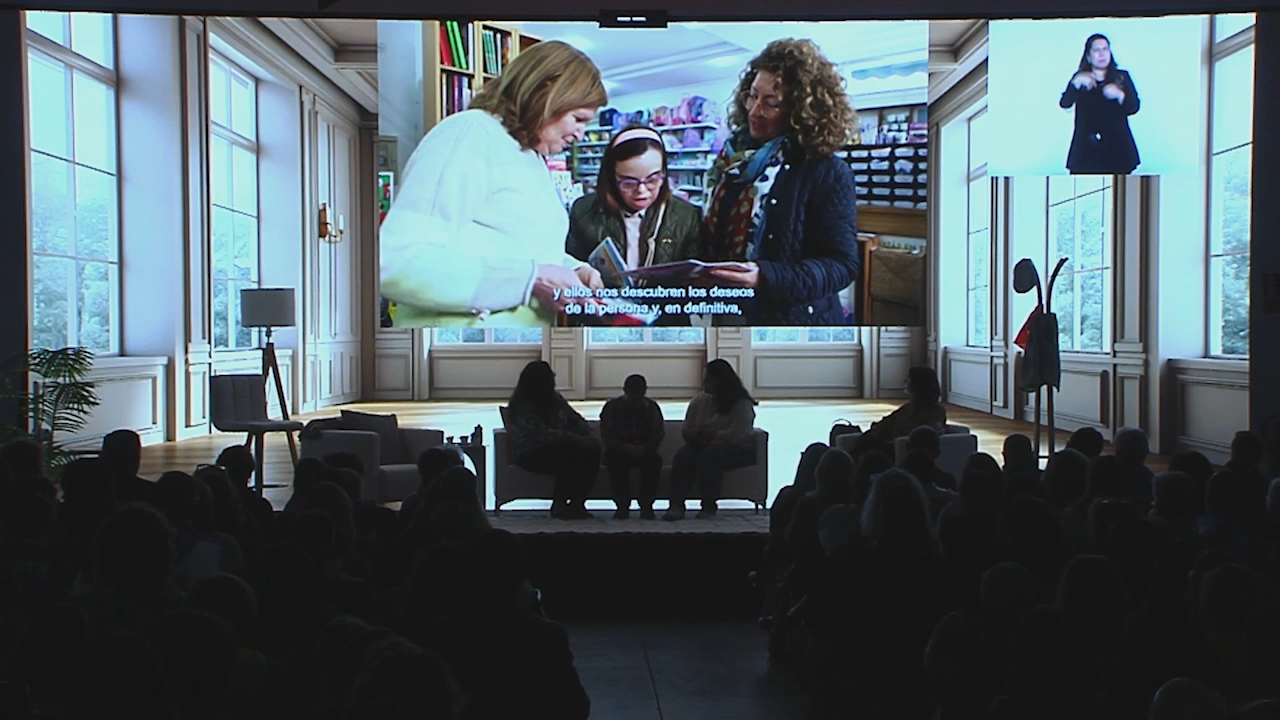 y ellos nos descubren los deseos
de la persona y, en definitiva,